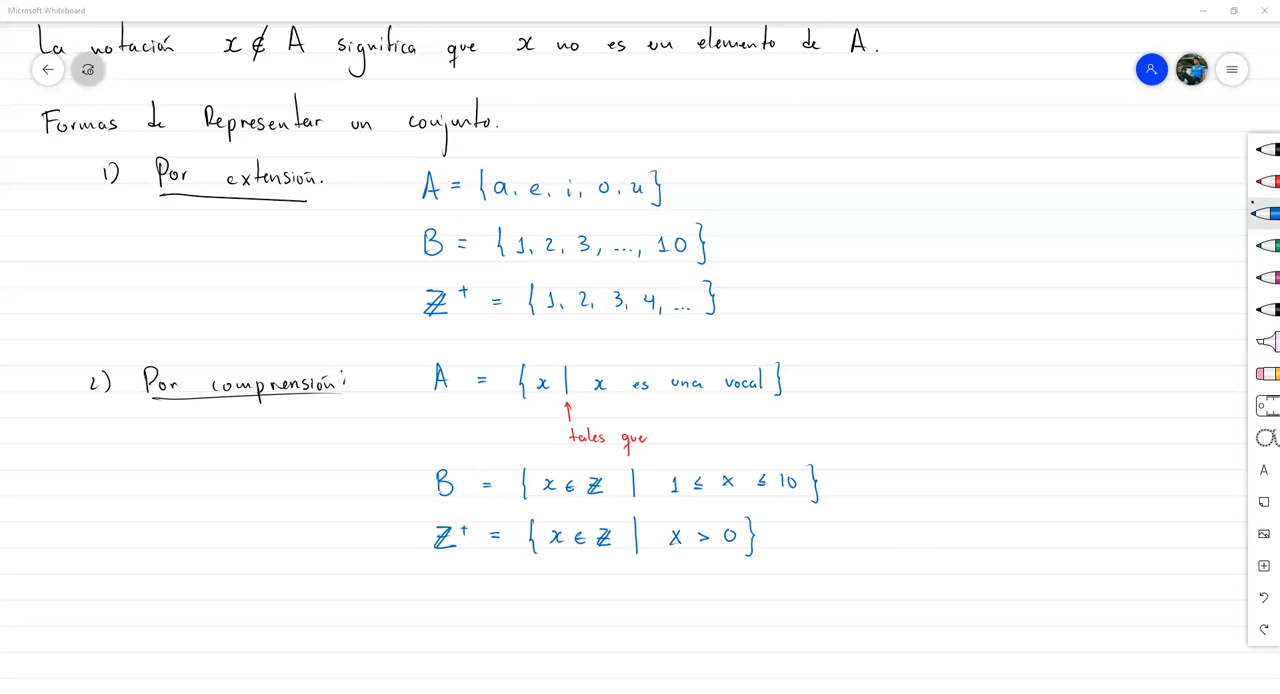 Microsoft Whiteboard
La notación x ∉ A significa que x no es un elemento de A.
Formas de Representar un conjunto.
1) Por extensión. A = {a, e, i, o, u}
B = {1, 2, 3, ..., 10}
ℤ⁺ = {1, 2, 3, 4, ...}
2) Por comprensión: A = {x | x es una vocal}
tales que
B = {x ∈ ℤ | 1 ≤ x ≤ 10}
ℤ⁺ = {x ∈ ℤ | x > 0}
A